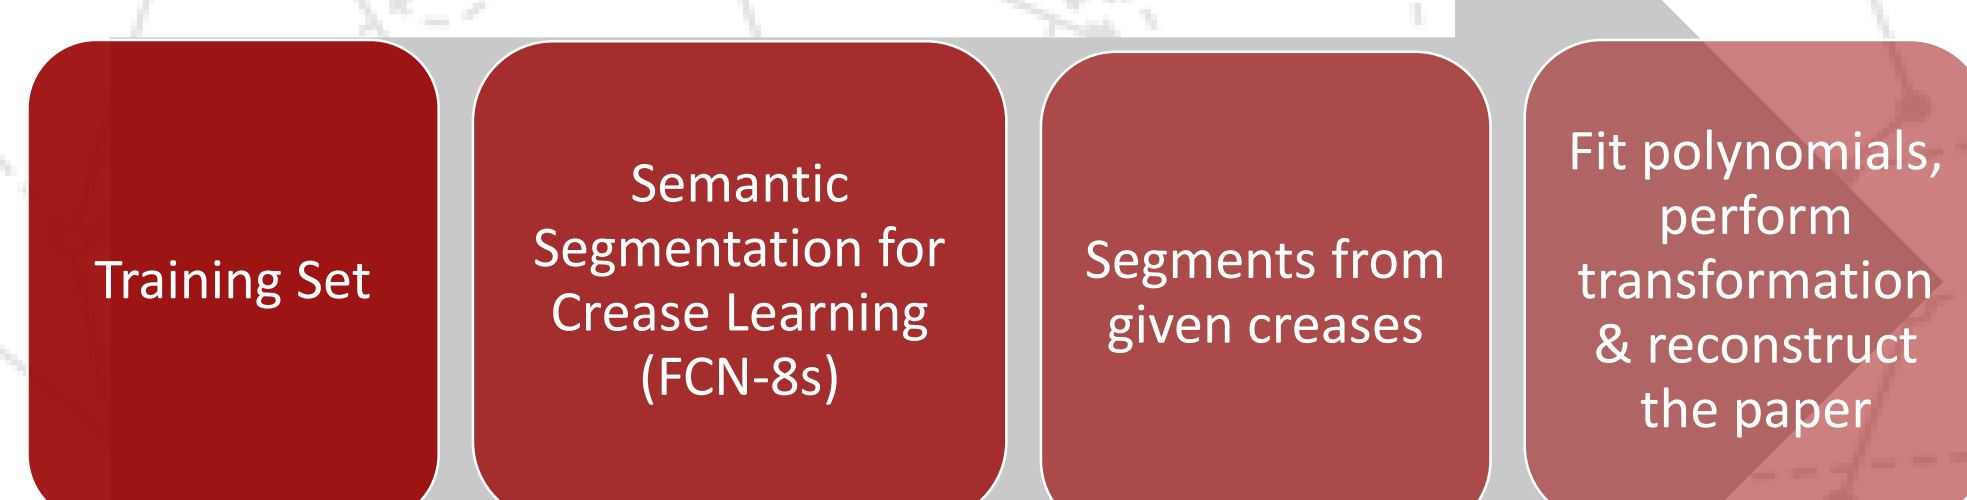 Training Set
Semantic
Segmentation for
Crease Learning
(FCN-8s)
Segments from
given creases
Fit polynomials,
perform
transformation
& reconstruct
the paper